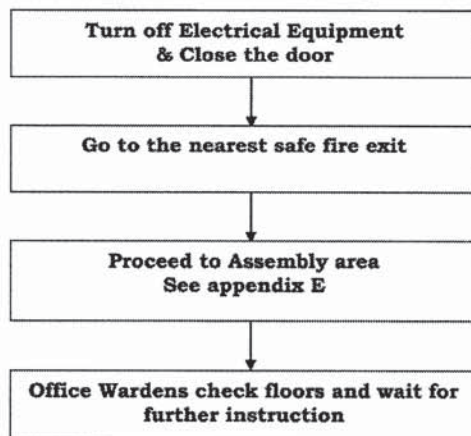 Turn off Electrical Equipment
& Close the door
Go to the nearest safe fire exit
Proceed to Assembly area
See appendix E
Office Wardens check floors and wait for
further instruction